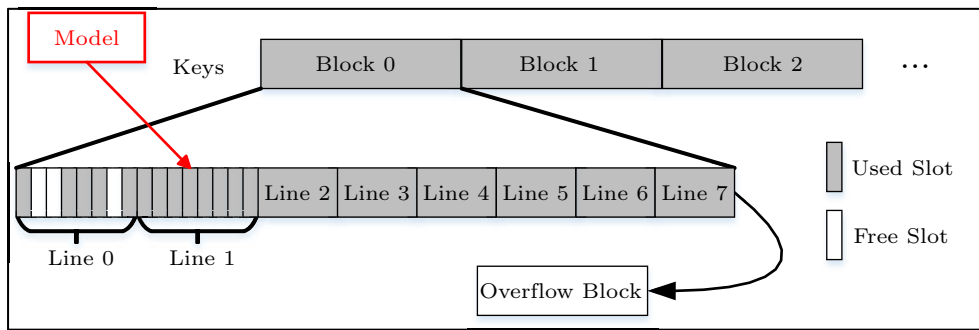 Model
Keys
Block 0
Block 1
Block 2
...
Line 2
Line 3
Line 4
Line 5
Line 6
Line 7
Used Slot
Free Slot
Line 0
Line 1
Overflow Block